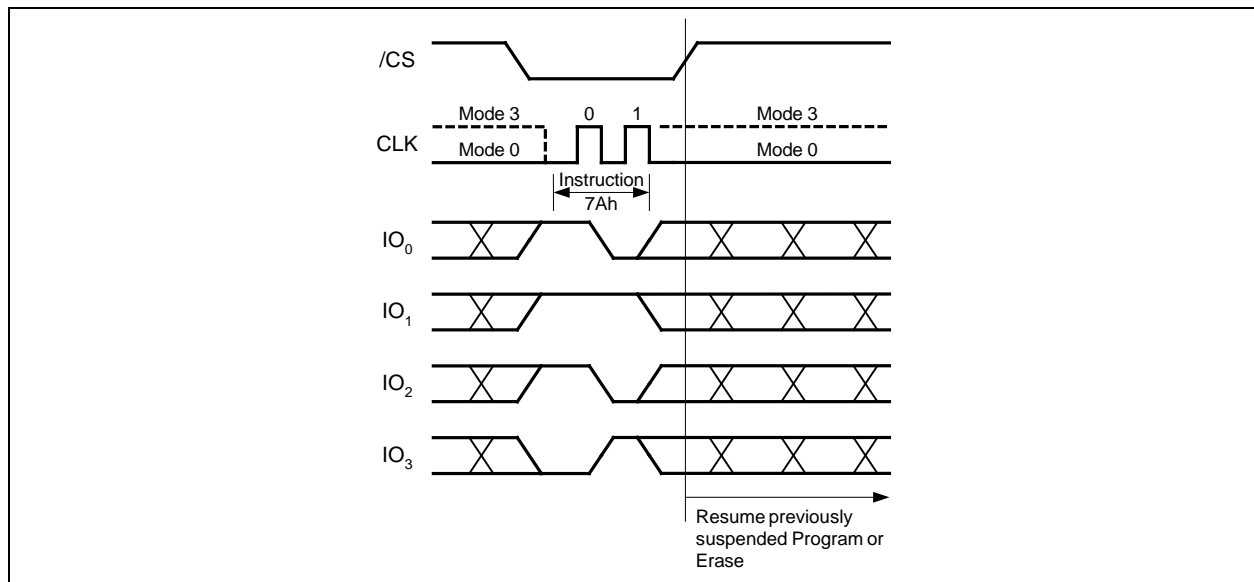 /CS
Mode 3 0 1 Mode 3
CLK
Mode 0 Mode 0
Instruction
7Ah
IO0
IO1
IO2
IO3
Resume previously
suspended Program or
Erase